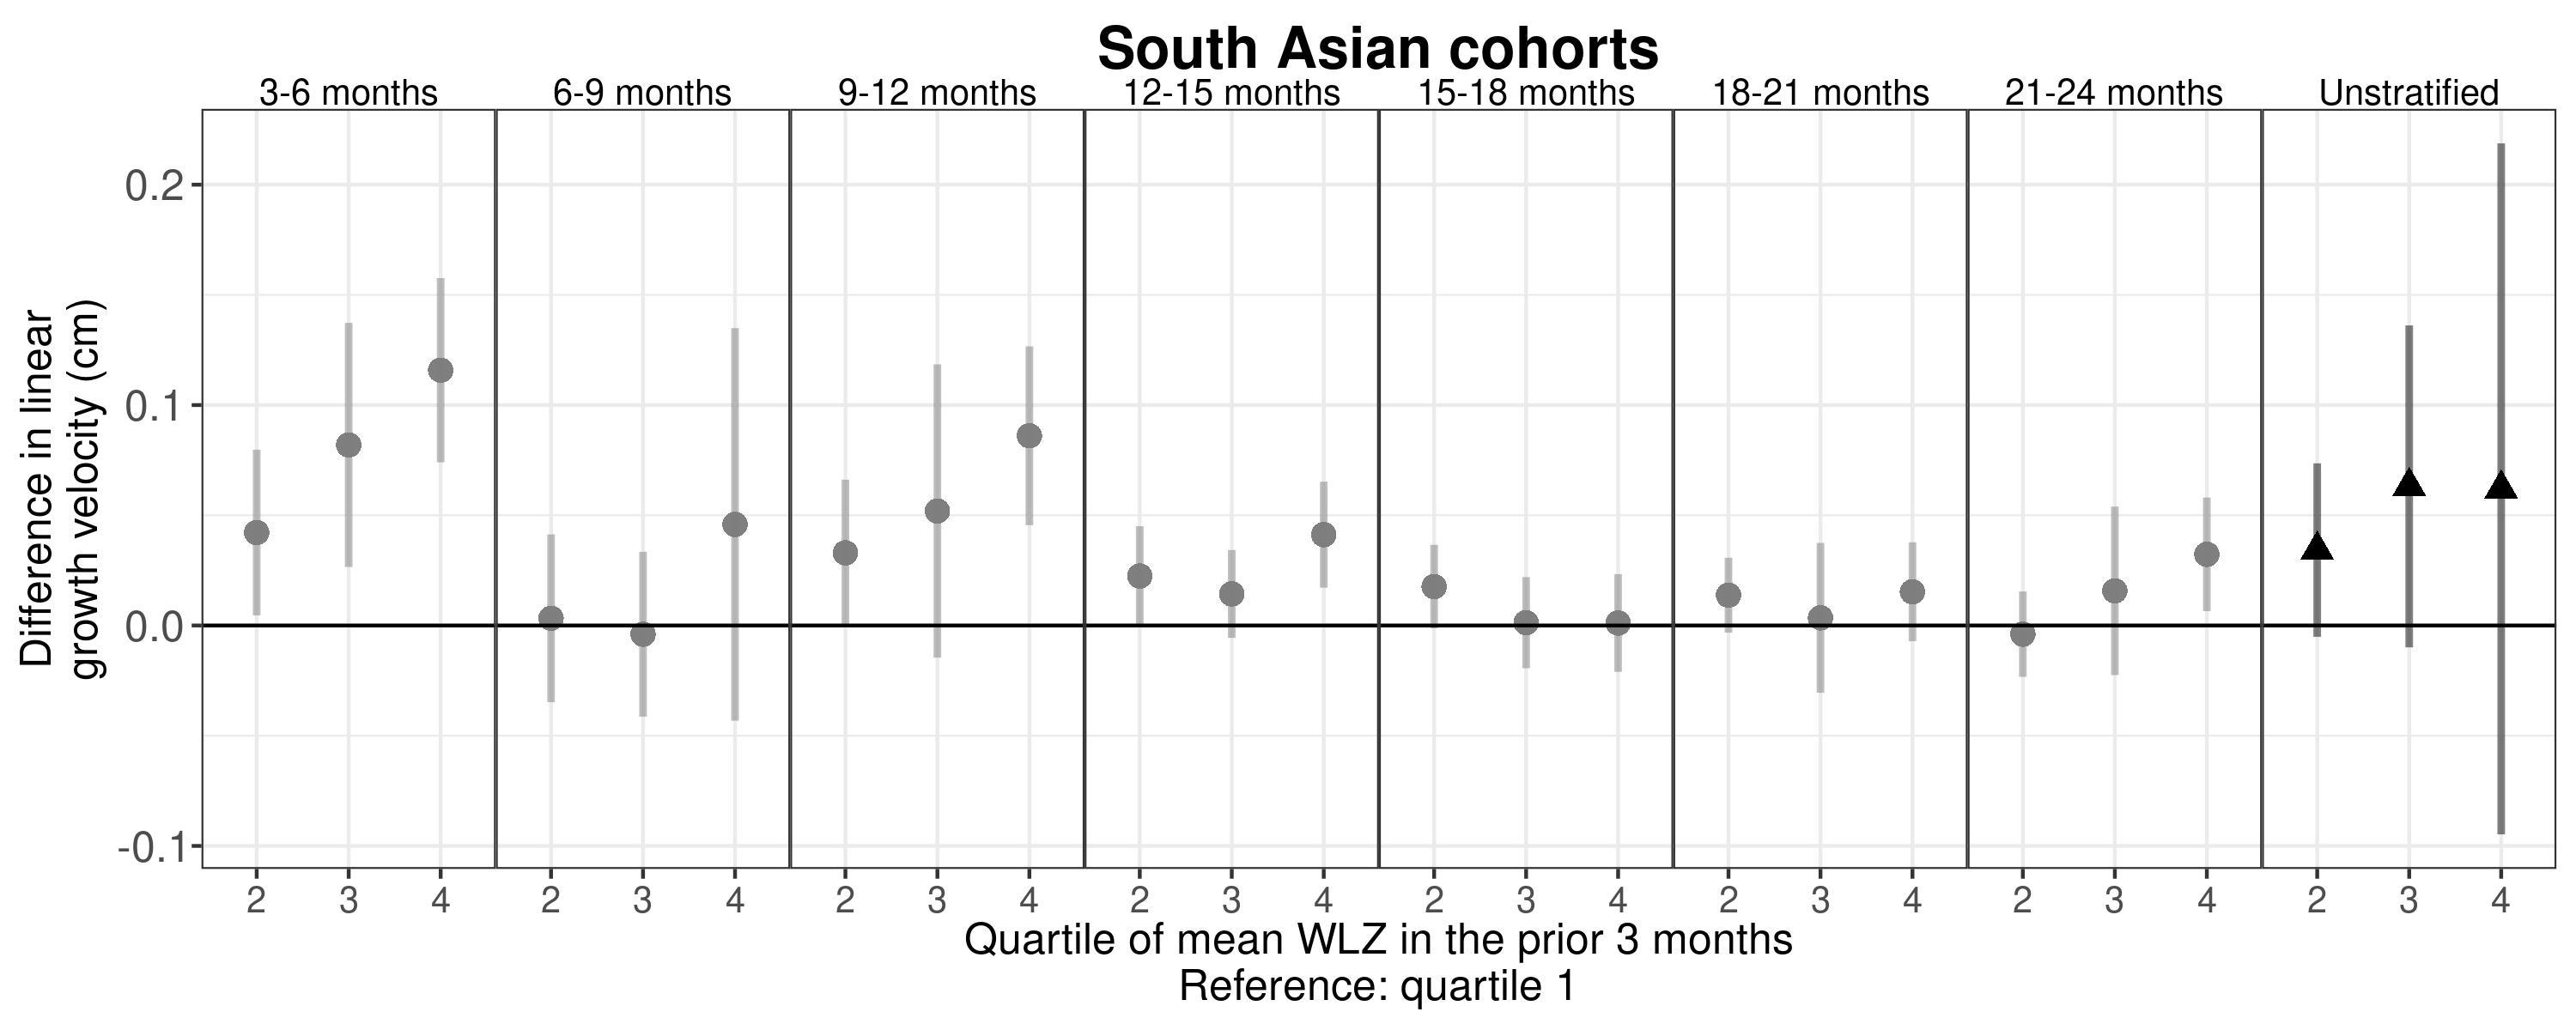 South Asian cohorts
3-6 months 6-9 months 9-12 months 12-15 months 15-18 months 18-21 months 21-24 months Unstratified
Difference in linear
growth velocity (cm)
0.2
0.1
0.0
-0.1
2 3 4 2 3 4 2 3 4 2 3 4 2 3 4 2 3 4 2 3 4 2 3 4
Quartile of mean WLZ in the prior 3 months
Reference: quartile 1